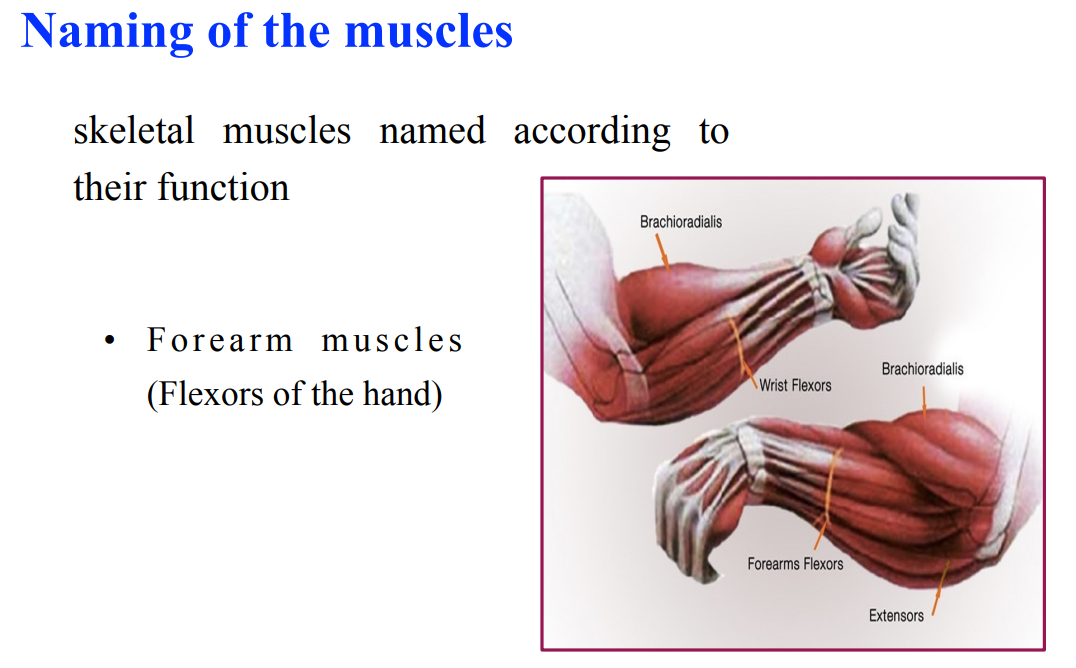 Naming of the muscles
skeletal muscles named according to
their function
• Forearm muscles
(Flexors of the hand)
Brachioradialis
Wrist Flexors
Brachioradialis
Forearms Flexors
Extensors